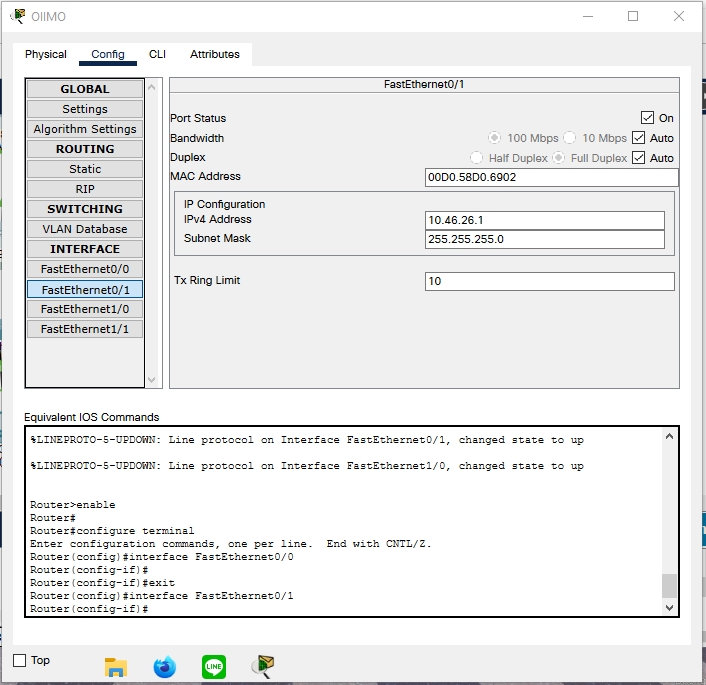 OIIMO
Physical Config CLI Attributes
GLOBAL
Settings
Algorithm Settings
ROUTING
Static
RIP
SWITCHING
VLAN Database
INTERFACE
FastEthernet0/0
FastEthernet0/1
FastEthernet1/0
FastEthernet1/1
FastEthernet0/1
Port Status On
Bandwidth 100 Mbps 10 Mbps Auto
Duplex Half Duplex Full Duplex Auto
MAC Address 00D0.58D0.6902
IP Configuration
IPv4 Address 10.46.26.1
Subnet Mask 255.255.255.0
Tx Ring Limit 10
Equivalent IOS Commands
%LINEPROTO-5-UPDOWN: Line protocol on Interface FastEthernet0/1, changed state to up
%LINEPROTO-5-UPDOWN: Line protocol on Interface FastEthernet1/0, changed state to up
Router>enable
Router#
Router#configure terminal
Enter configuration commands, one per line. End with CNTL/Z.
Router(config)#interface FastEthernet0/0
Router(config-if)#
Router(config-if)#exit
Router(config)#interface FastEthernet0/1
Router(config-if)#
Top
LINE